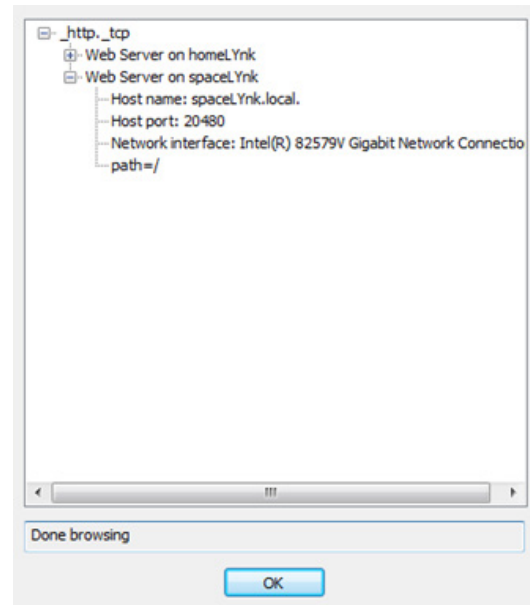 _http._tcp
Web Server on homeLYnk
Web Server on spaceLYnk
Host name: spaceLYnk.local.
Host port: 20480
Network interface: Intel(R) 82579V Gigabit Network Connectio
path=/
Done browsing
OK